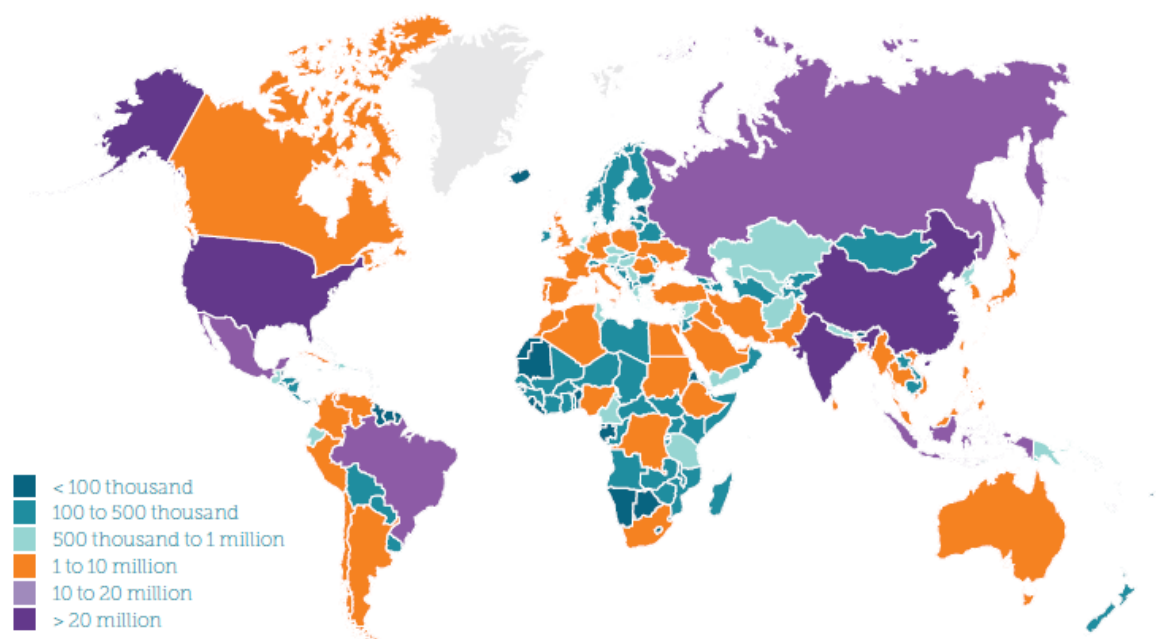 < 100 thousand
100 to 500 thousand
500 thousand to 1 million
1 to 10 million
10 to 20 million
> 20 million